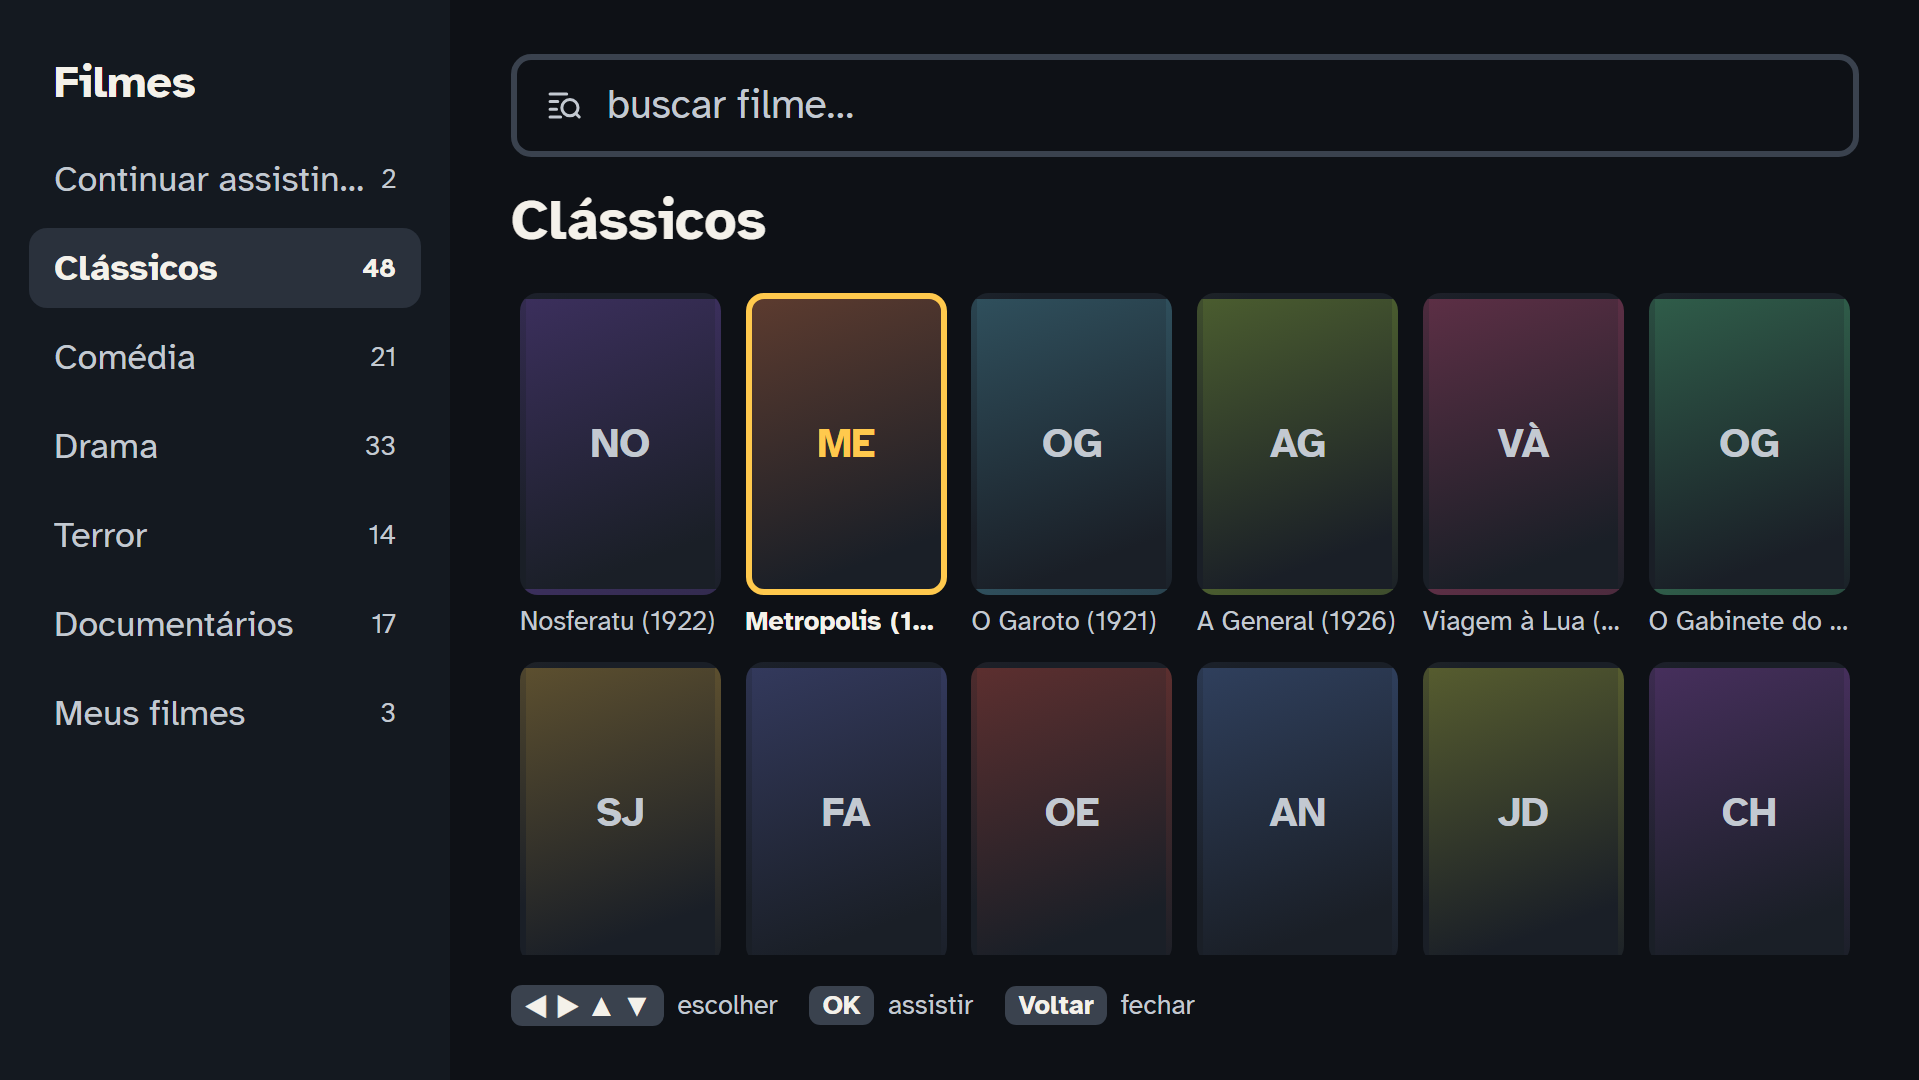 Filmes
Continuar assistin... 2
Clássicos 48
Comédia 21
Drama 33
Terror 14
Documentários 17
Meus filmes 3
buscar filme...
Clássicos
NO ME OG AG VÀ OG
Nosferatu (1922) Metropolis (1... O Garoto (1921) A General (1926) Viagem à Lua (... O Gabinete do ...
SJ FA OE AN JD CH
◀ ▶ ▲ ▼ escolher OK assistir Voltar fechar